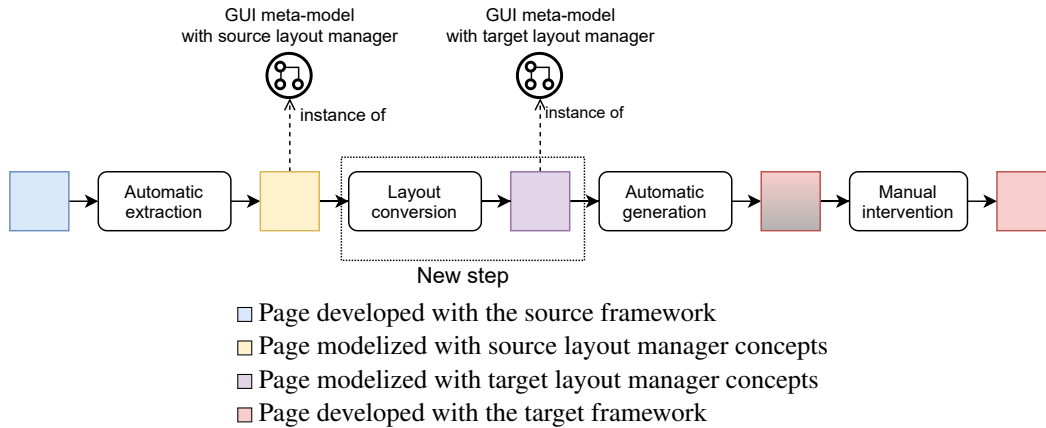 GUI meta-model
with source layout manager
GUI meta-model
with target layout manager
instance of
instance of
Automatic
extraction
Layout
conversion
Automatic
generation
Manual
intervention
New step
Page developed with the source framework
Page modelized with source layout manager concepts
Page modelized with target layout manager concepts
Page developed with the target framework